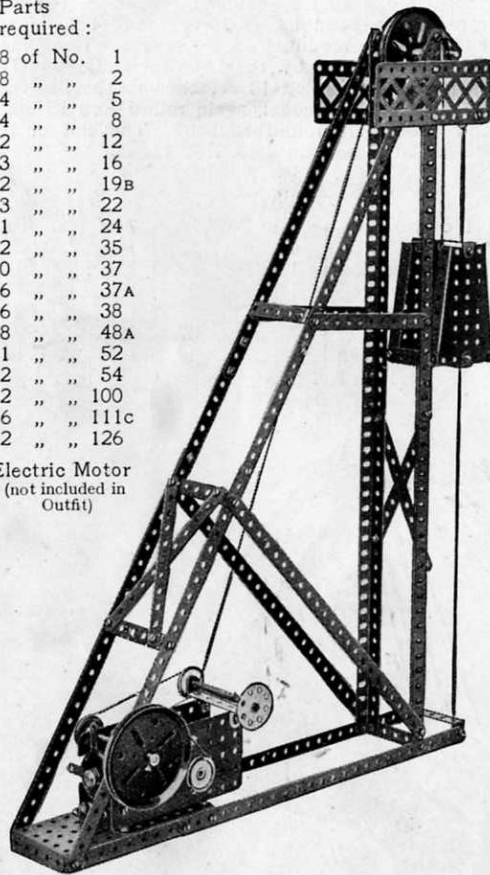 Parts
required :
8 of No. 1
8 „ „ 2
4 „ „ 5
4 „ „ 8
2 „ „ 12
3 „ „ 16
2 „ „ 19B
3 „ „ 22
1 „ „ 24
2 „ „ 35
0 „ „ 37
6 „ „ 37A
6 „ „ 38
8 „ „ 48A
1 „ „ 52
2 „ „ 54
2 „ „ 100
6 „ „ 111C
2 „ „ 126
Electric Motor
(not included in
Outfit)